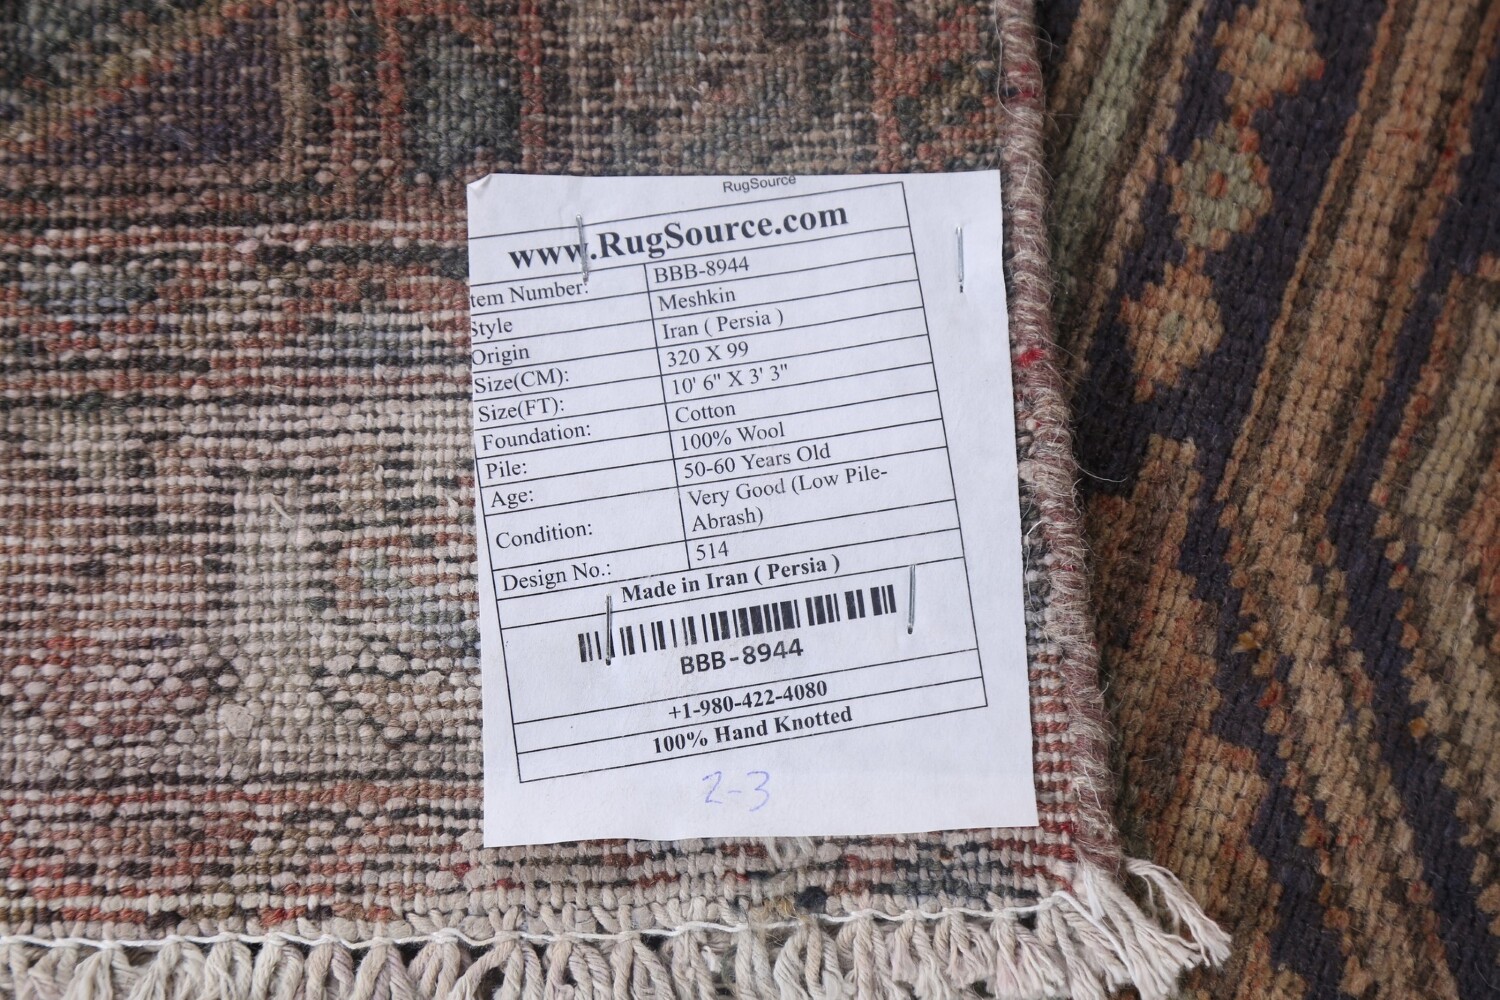 RugSource
www.RugSource.com
tem Number: BBB-8944
Style Meshkin
Origin Iran ( Persia )
Size(CM): 320 X 99
Size(FT): 10' 6" X 3' 3"
Foundation: Cotton
Pile: 100% Wool
Age: 50-60 Years Old
Condition: Very Good (Low Pile-
Abrash)
Design No.: 514
Made in Iran ( Persia )
BBB-8944
+1-980-422-4080
100% Hand Knotted
2-3